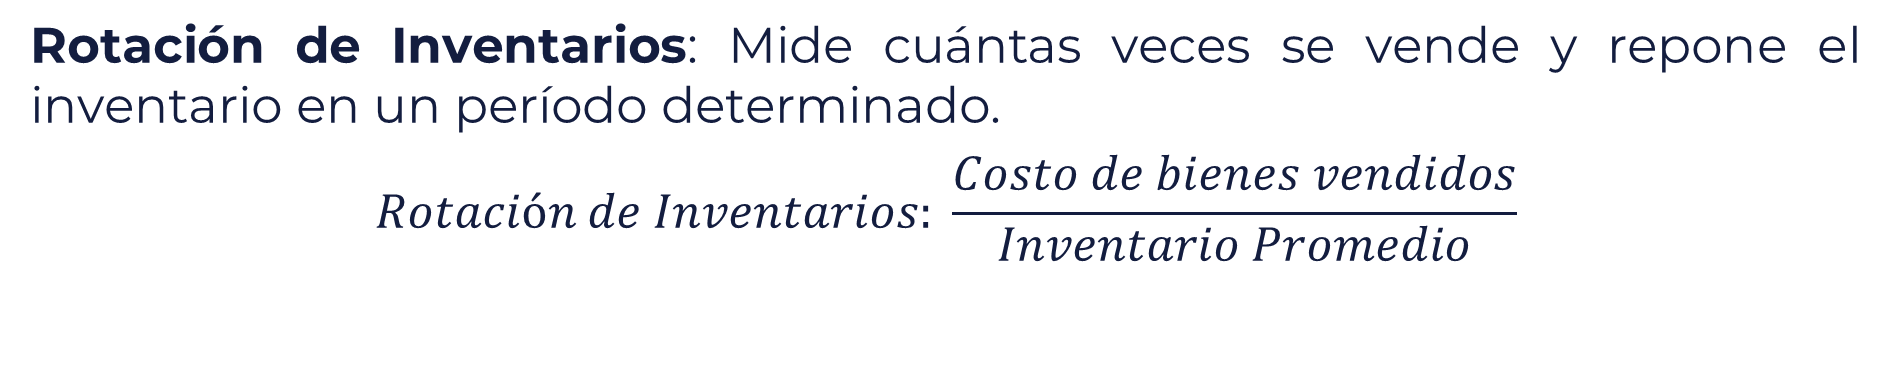 Rotación de Inventarios: Mide cuántas veces se vende y repone el
inventario en un período determinado.
Rotación de Inventarios: Costo de bienes vendidos
Inventario Promedio